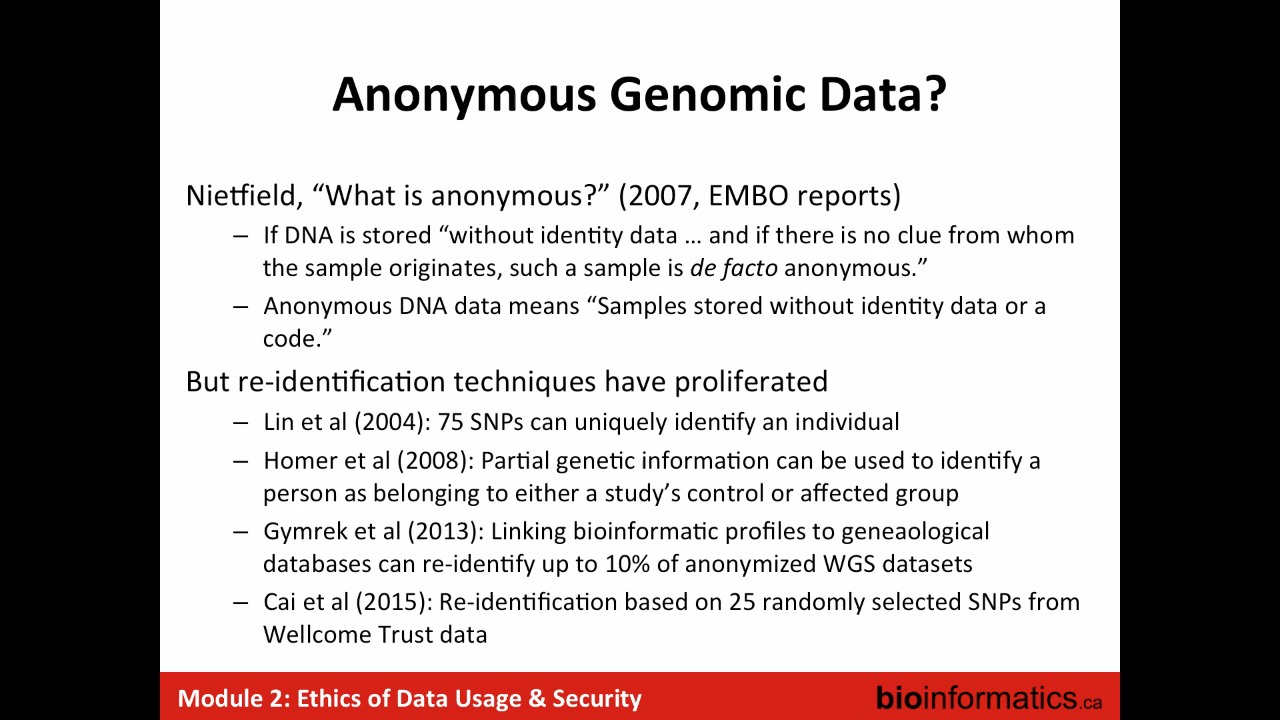 Anonymous Genomic Data?
Nietfield, “What is anonymous?” (2007, EMBO reports)
– If DNA is stored “without identity data … and if there is no clue from whom
the sample originates, such a sample is de facto anonymous.”
– Anonymous DNA data means “Samples stored without identity data or a
code.”
But re-identification techniques have proliferated
– Lin et al (2004): 75 SNPs can uniquely identify an individual
– Homer et al (2008): Partial genetic information can be used to identify a
person as belonging to either a study’s control or affected group
– Gymrek et al (2013): Linking bioinformatic profiles to geneaological
databases can re-identify up to 10% of anonymized WGS datasets
– Cai et al (2015): Re-identification based on 25 randomly selected SNPs from
Wellcome Trust data
Module 2: Ethics of Data Usage & Security
bioinformatics.ca